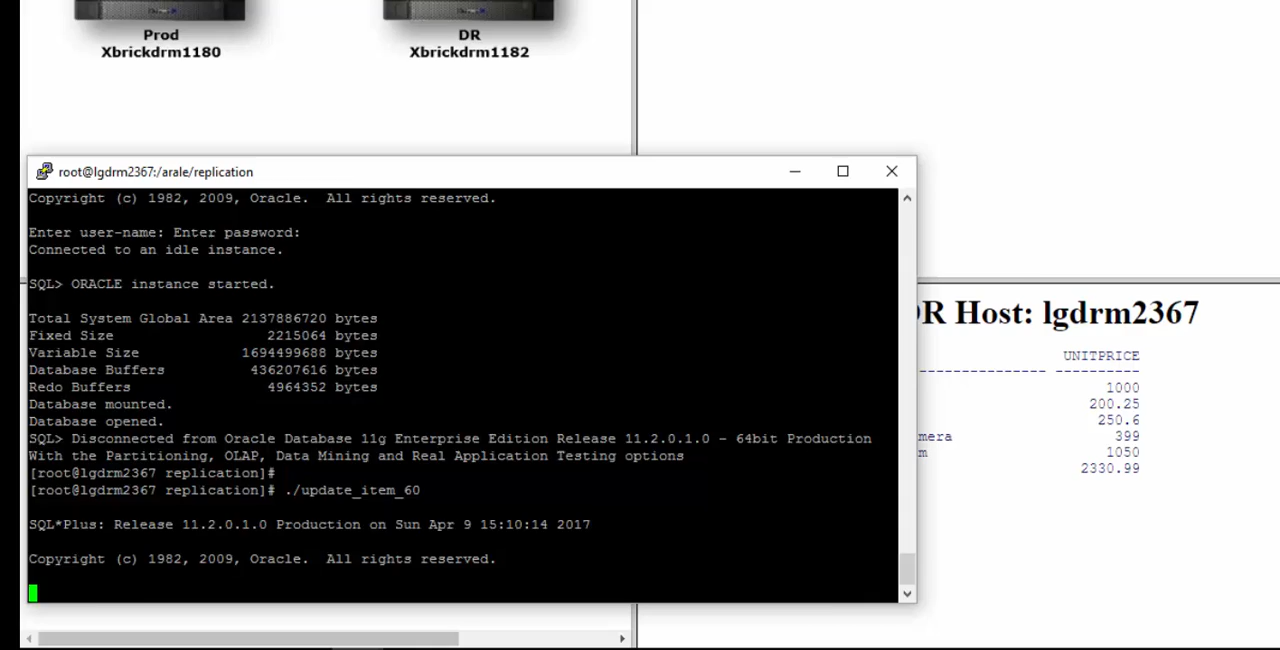 Prod
Xbrickdrm1180
DR
Xbrickdrm1182
root@lgdrm2367:/arale/replication
Copyright (c) 1982, 2009, Oracle.  All rights reserved.
Enter user-name: Enter password:
Connected to an idle instance.
SQL> ORACLE instance started.
Total System Global Area 2137886720 bytes
Fixed Size                  2215064 bytes
Variable Size            1694499688 bytes
Database Buffers          436207616 bytes
Redo Buffers                4964352 bytes
Database mounted.
Database opened.
SQL> Disconnected from Oracle Database 11g Enterprise Edition Release 11.2.0.1.0 - 64bit Production
With the Partitioning, OLAP, Data Mining and Real Application Testing options
[root@lgdrm2367 replication]#
[root@lgdrm2367 replication]# ./update_item_60
SQL*Plus: Release 11.2.0.1.0 Production on Sun Apr 9 15:10:14 2017
Copyright (c) 1982, 2009, Oracle.  All rights reserved.
R Host: lgdrm2367
UNITPRICE
--------------- ----------
1000
200.25
250.6
mera 399
m 1050
2330.99